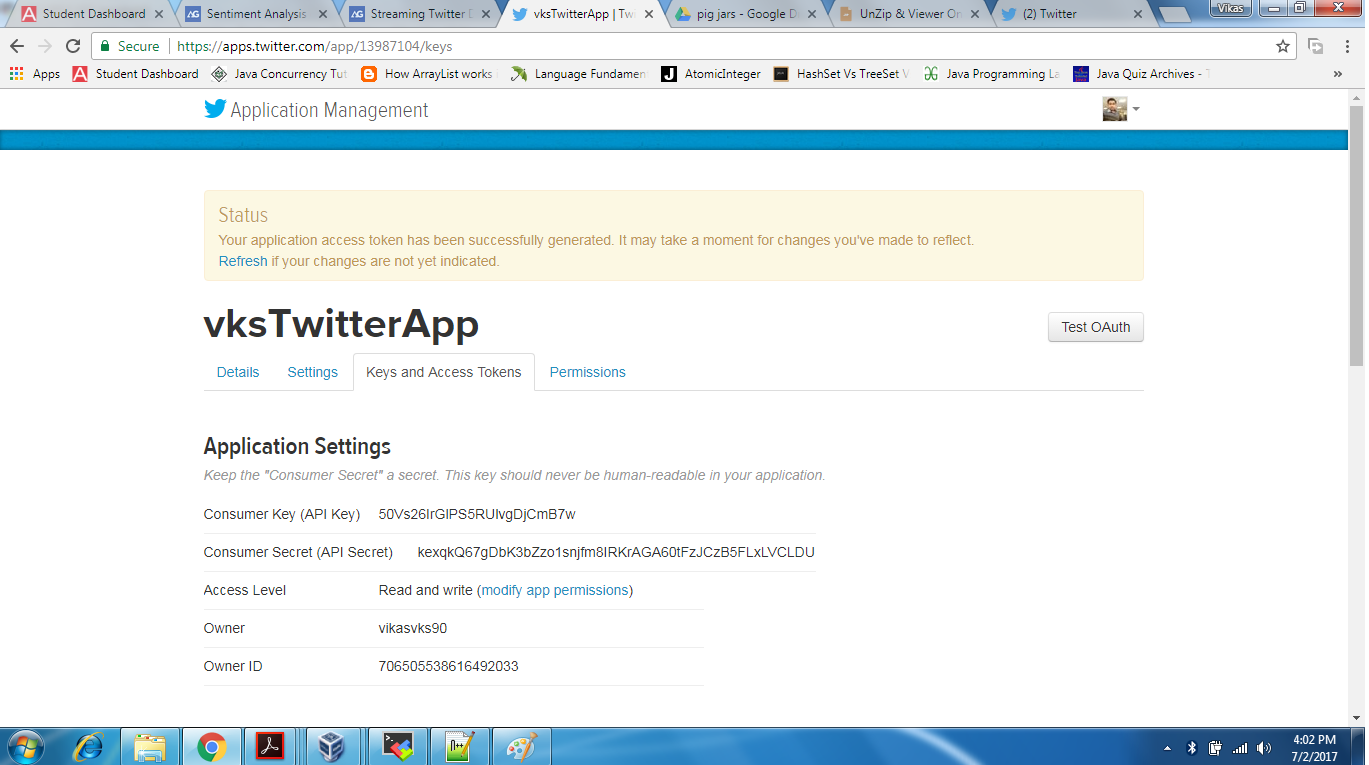 Student Dashboard
Sentiment Analysis
Streaming Twitter
vksTwitterApp | Tw
pig jars - Google D
UnZip & Viewer On
(2) Twitter
Vikas
Secure
https://apps.twitter.com/app/13987104/keys
Apps
Student Dashboard
Java Concurrency Tut
How ArrayList works
Language Fundamen
AtomicInteger
HashSet Vs TreeSet V
Java Programming La
Java Quiz Archives - T
»
Application Management
Status
Your application access token has been successfully generated. It may take a moment for changes you've made to reflect.
Refresh if your changes are not yet indicated.
vksTwitterApp
Test OAuth
Details
Settings
Keys and Access Tokens
Permissions
Application Settings
Keep the "Consumer Secret" a secret. This key should never be human-readable in your application.
Consumer Key (API Key)
Consumer Secret (API Secret)
Access Level Read and write (modify app permissions)
Owner vikasvks90
Owner ID 706505538616492033
4:02 PM
7/2/2017